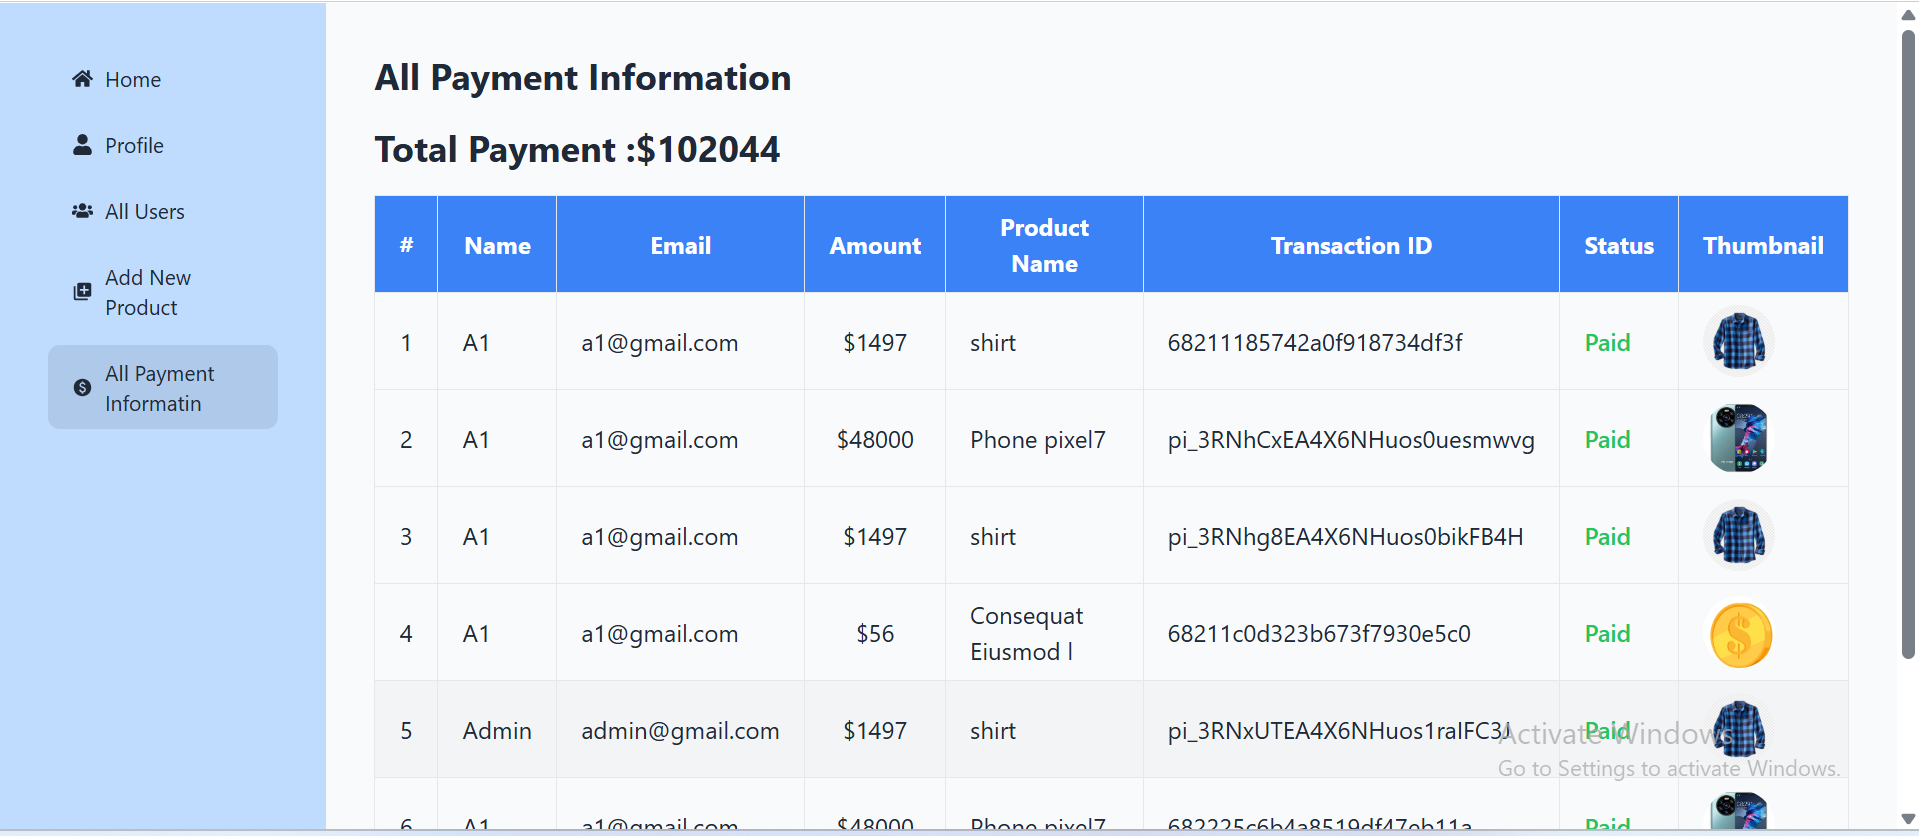 Home
Profile
All Users
Add New
Product
All Payment
Informatin
All Payment Information
Total Payment :$102044
# Name Email Amount Product Name Transaction ID Status Thumbnail
1 A1 a1@gmail.com $1497 shirt 68211185742a0f918734df3f Paid
2 A1 a1@gmail.com $48000 Phone pixel7 pi_3RNhCxEA4X6NHuos0uesmwvg Paid
3 A1 a1@gmail.com $1497 shirt pi_3RNhg8EA4X6NHuos0bikFB4H Paid
4 A1 a1@gmail.com $56 Consequat Eiusmod l 68211c0d323b673f7930e5c0 Paid
5 Admin admin@gmail.com $1497 shirt Paid
Activate Windows
Go to Settings to activate Windows.
6 A1 a1@gmail.com $48000 Phone pixel7 682225c6b4a8519df47eb11a Paid